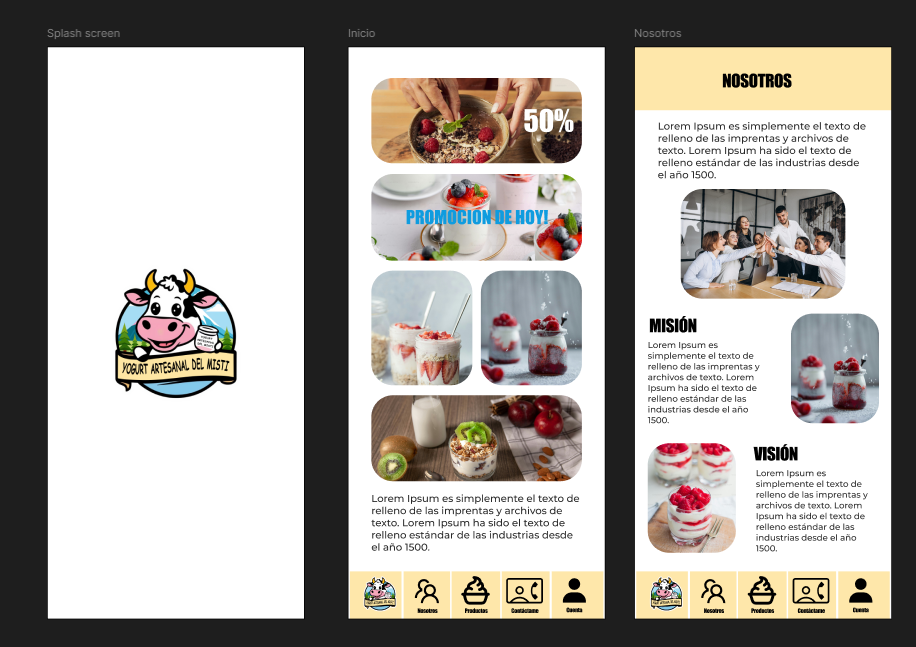 Splash screen
YOGURT ARTESANAL DEL MISTI
Inicio
50%
PROMOCION DE HOY!
Lorem Ipsum es simplemente el texto de
relleno de las imprentas y archivos de
texto. Lorem Ipsum ha sido el texto de
relleno estándar de las industrias desde
el año 1500.
Nosotros
Productos
Contáctame
Cuenta
Nosotros
NOSOTROS
Lorem Ipsum es simplemente el texto de
relleno de las imprentas y archivos de
texto. Lorem Ipsum ha sido el texto de
relleno estándar de las industrias desde
el año 1500.
MISIÓN
Lorem Ipsum es
simplemente el texto de
relleno de las imprentas y
archivos de texto. Lorem
Ipsum ha sido el texto de
relleno estándar de las
industrias desde el año
1500.
VISIÓN
Lorem Ipsum es
simplemente el texto de
relleno de las imprentas y
archivos de texto. Lorem
Ipsum ha sido el texto de
relleno estándar de las
industrias desde el año
1500.
Nosotros
Productos
Contáctame
Cuenta